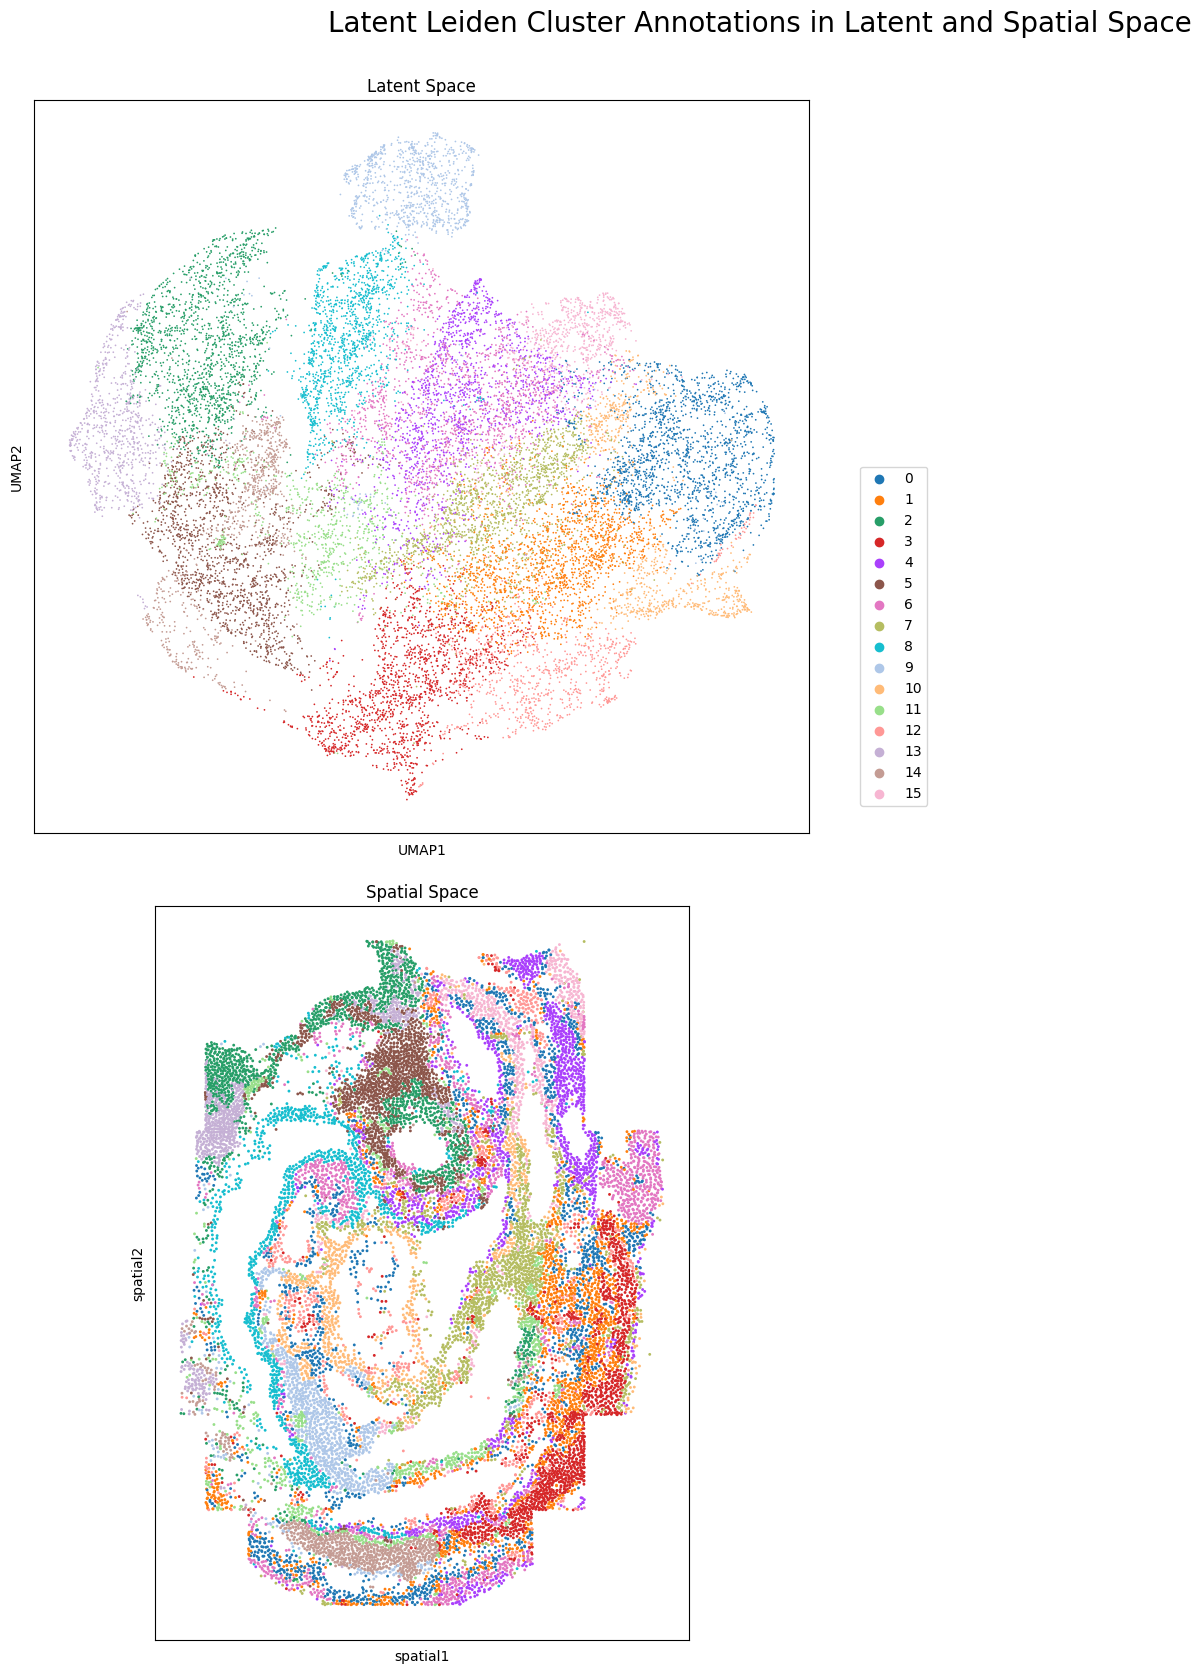 Latent Leiden Cluster Annotations in Latent and Spatial Space
Latent Space
UMAP2
UMAP1
0
1
2
3
4
5
6
7
8
9
10
11
12
13
14
15
Spatial Space
spatial2
spatial1